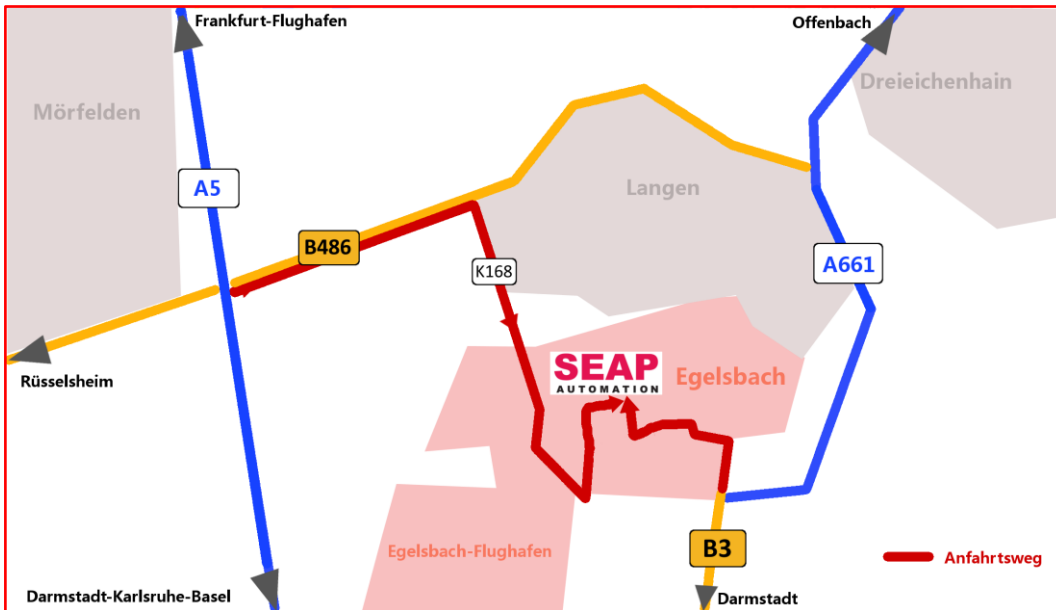 Frankfurt-Flughafen
Offenbach
Dreieichenhain
Mörfelden
A5
Langen
B486
K168
A661
Rüsselsheim
SEAP
AUTOMATION
Egelsbach
Egelsbach-Flughafen
B3
Anfahrtsweg
Darmstadt-Karlsruhe-Basel
Darmstadt